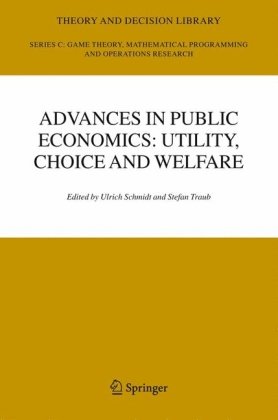 THEORY AND DECISION LIBRARY
SERIES C: GAME THEORY, MATHEMATICAL PROGRAMMING
AND OPERATIONS RESEARCH
ADVANCES IN PUBLIC
ECONOMICS: UTILITY,
CHOICE AND WELFARE
Edited by Ulrich Schmidt and Stefan Traub
Springer